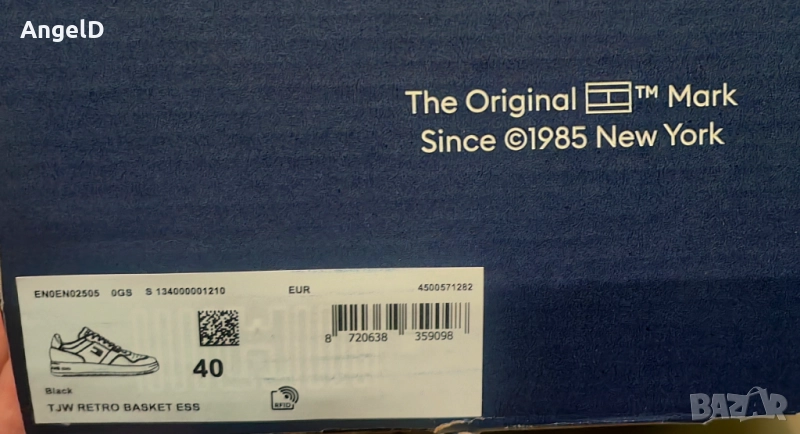 AngelD
The Original ™ Mark
Since ©1985 New York
EN0EN02505 0GS S 134000001210 EUR 4500571282
8 720638 359098
40
Black
TJW RETRO BASKET ESS
RFID
BAZAR